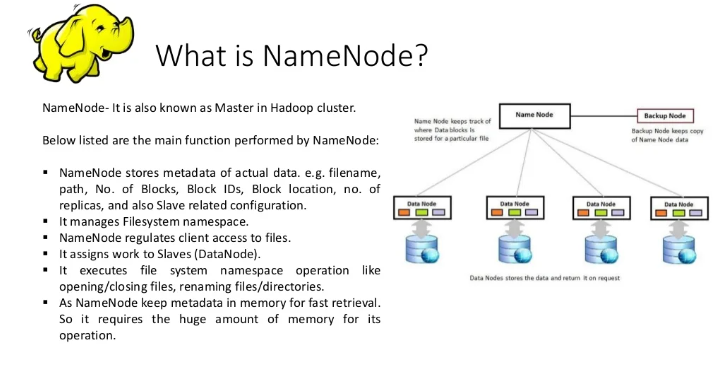 What is NameNode?
NameNode- It is also known as Master in Hadoop cluster.
Below listed are the main function performed by NameNode:
▪ NameNode stores metadata of actual data. e.g. filename,
path, No. of Blocks, Block IDs, Block location, no. of
replicas, and also Slave related configuration.
▪ It manages Filesystem namespace.
▪ NameNode regulates client access to files.
▪ It assigns work to Slaves (DataNode).
▪ It executes file system namespace operation like
opening/closing files, renaming files/directories.
▪ As NameNode keep metadata in memory for fast retrieval.
So it requires the huge amount of memory for its
operation.
Name Node keeps track of
where Datablocks is
stored for a particular file
Name Node
Backup Node
Backup Node keeps copy
of Name Node data
Data Node
Data Node
Data Node
Data Node
Data Nodes stores the data and return it on request